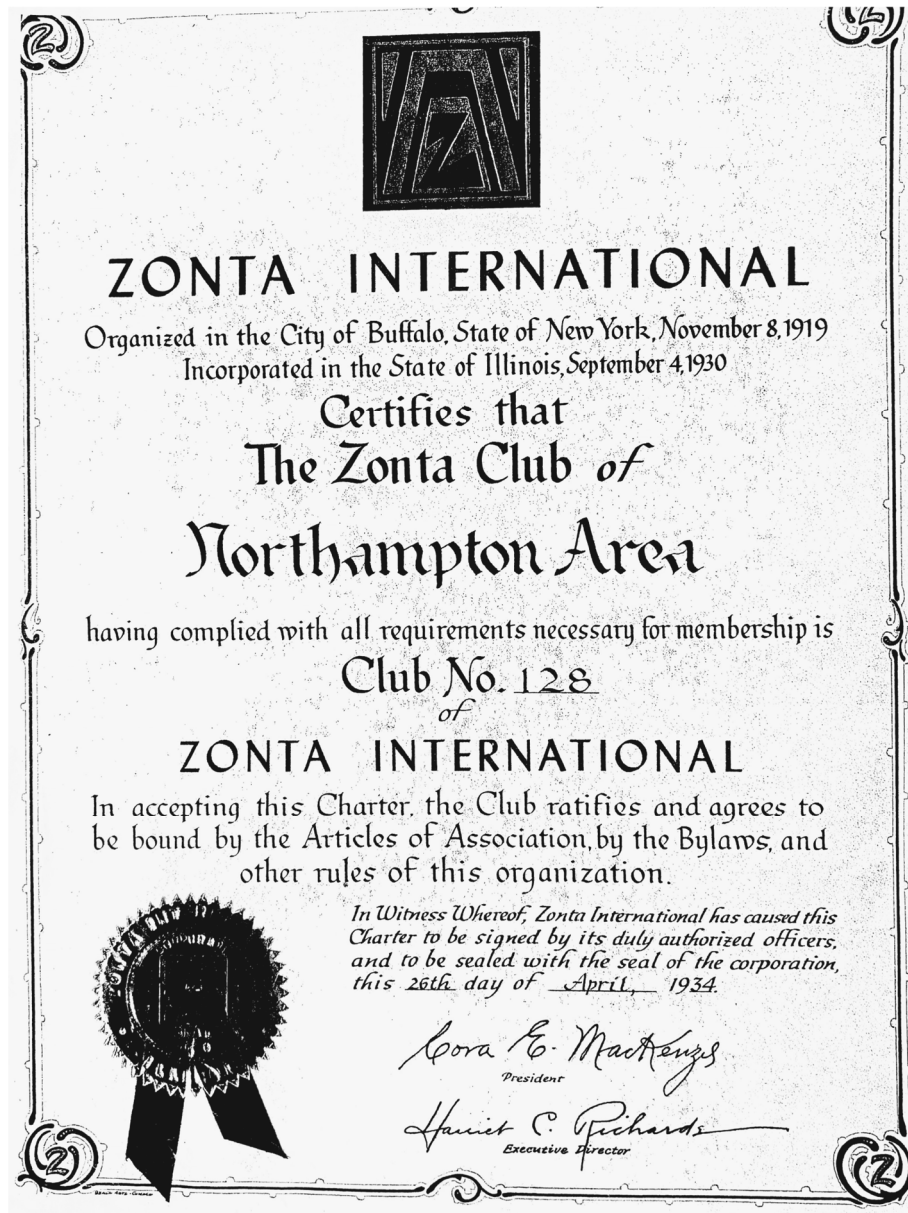 ZONTA INTERNATIONAL
Organized in the City of Buffalo, State of New York, November 8, 1919
Incorporated in the State of Illinois, September 4, 1930
Certifies that
The Zonta Club of
Northampton Area
having complied with all requirements necessary for membership is
Club No. 128
of
ZONTA INTERNATIONAL
In accepting this Charter, the Club ratifies and agrees to
be bound by the Articles of Association, by the Bylaws, and
other rules of this organization.
In Witness Whereof, Zonta International has caused this
Charter to be signed by its duly authorized officers,
and to be sealed with the seal of the corporation,
this 26th day of April, 1934.
Cora E. MacKenzie
President
Harriet C. Richards
Executive Director